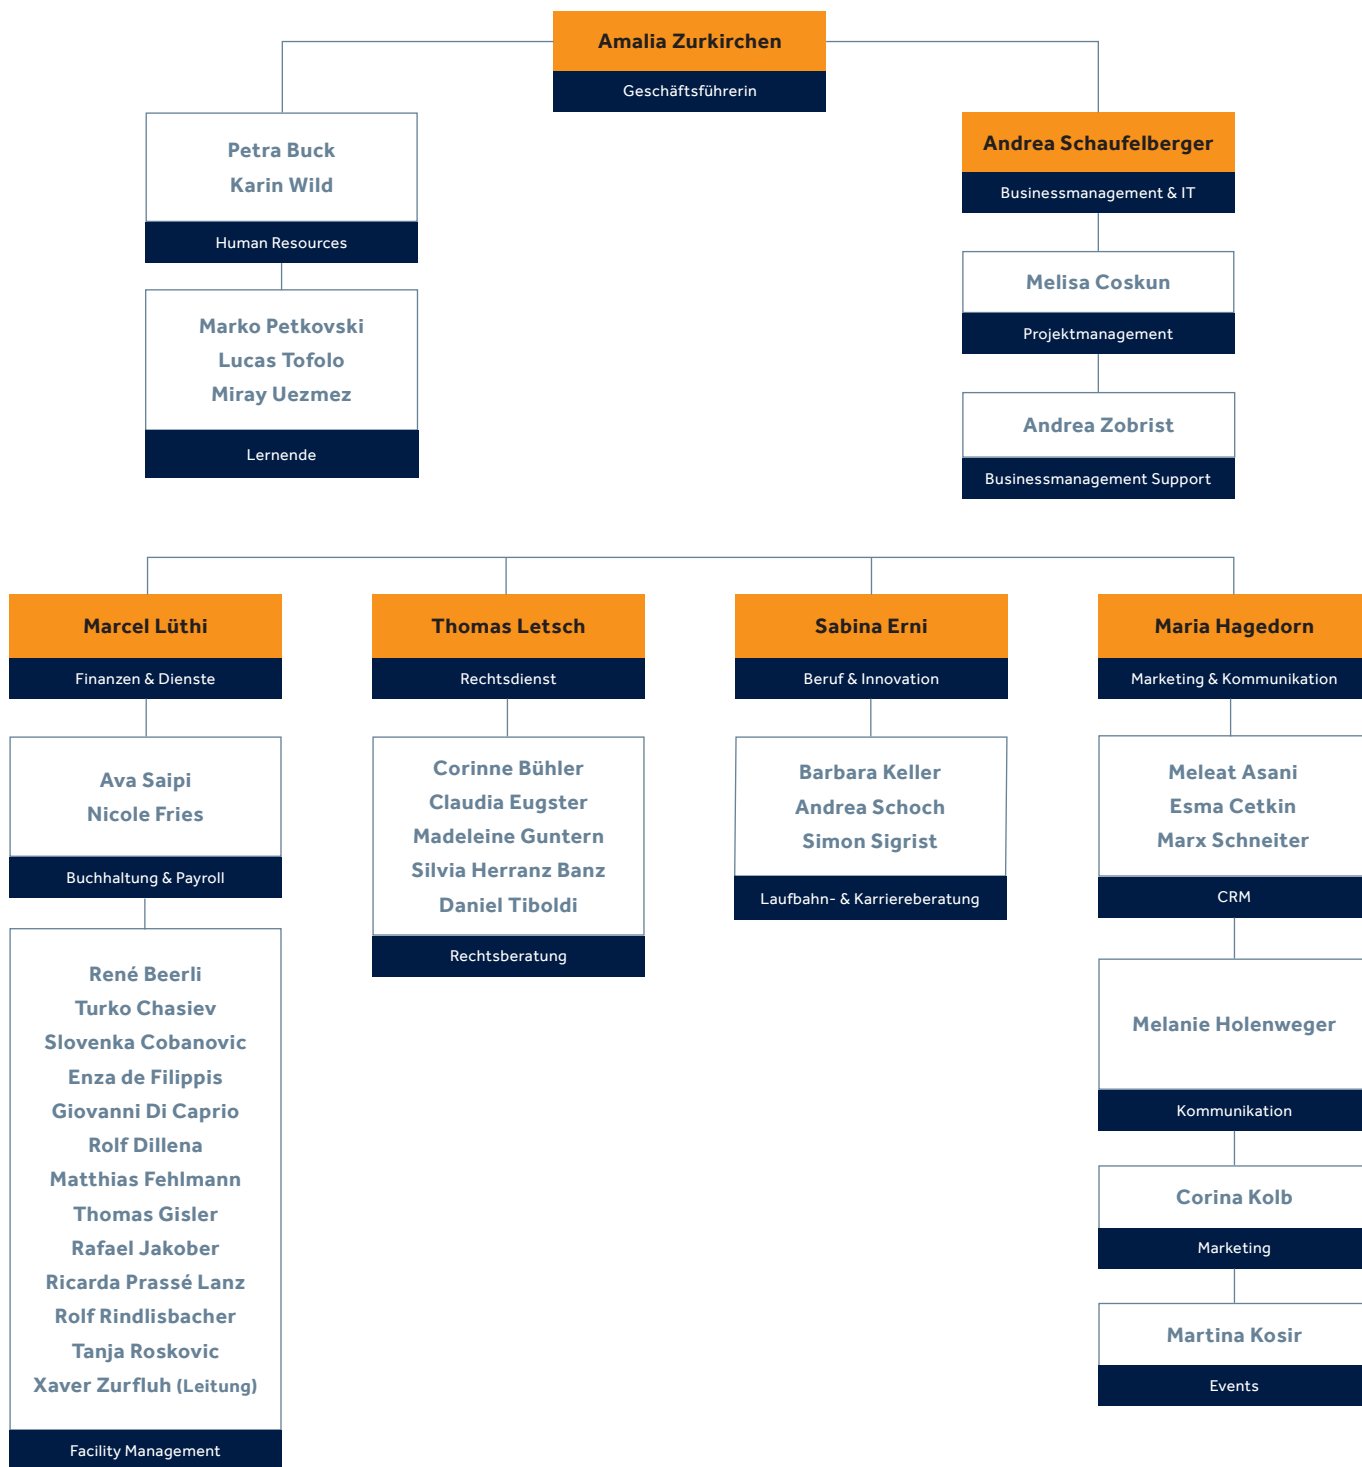 Amalia Zurkirchen
Geschäftsführerin
Petra Buck
Karin Wild
Human Resources
Marko Petkovski
Lucas Tofolo
Miray Uezmez
Lernende
Andrea Schaufelberger
Businessmanagement & IT
Melisa Coskun
Projektmanagement
Andrea Zobrist
Businessmanagement Support
Marcel Lüthi
Finanzen & Dienste
Ava Saipi
Nicole Fries
Buchhaltung & Payroll
René Beerli
Turko Chasiev
Slovenka Cobanovic
Enza de Filippis
Giovanni Di Caprio
Rolf Dillena
Matthias Fehlmann
Thomas Gisler
Rafael Jakober
Ricarda Prassé Lanz
Rolf Rindlisbacher
Tanja Roskovic
Xaver Zurfluh (Leitung)
Facility Management
Thomas Letsch
Rechtsdienst
Corinne Bühler
Claudia Eugster
Madeleine Guntern
Silvia Herranz Banz
Daniel Tiboldi
Rechtsberatung
Sabina Erni
Beruf & Innovation
Barbara Keller
Andrea Schoch
Simon Sigrist
Laufbahn- & Karriereberatung
Maria Hagedorn
Marketing & Kommunikation
Meleat Asani
Esma Cetkin
Marx Schneiter
CRM
Melanie Holenweger
Kommunikation
Corina Kolb
Marketing
Martina Kosir
Events